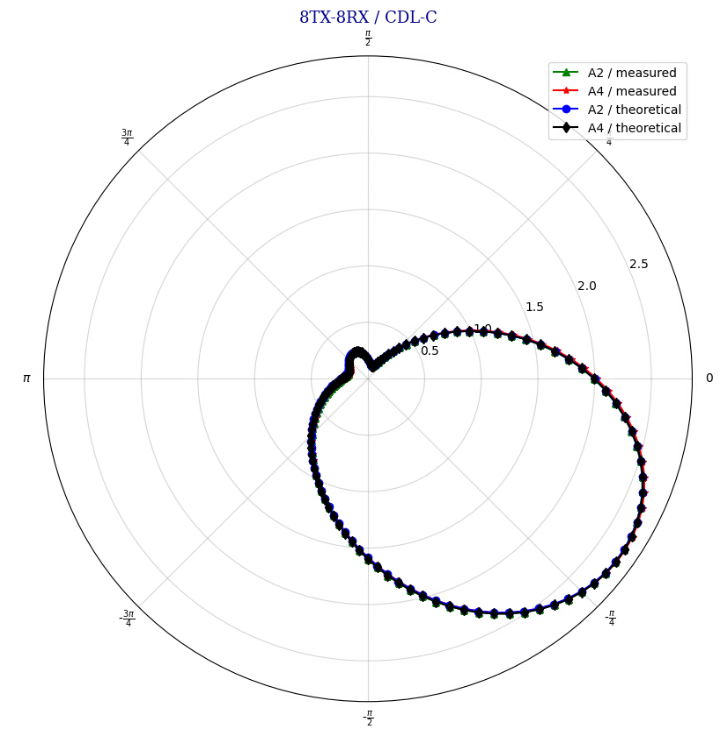 8TX-8RX / CDL-C
π/2
A2 / measured
A4 / measured
A2 / theoretical
A4 / theoretical
3π/4
4
2.5
2.0
1.5
1.0
0.5
π
0
-3π/4
-π/4
-π/2